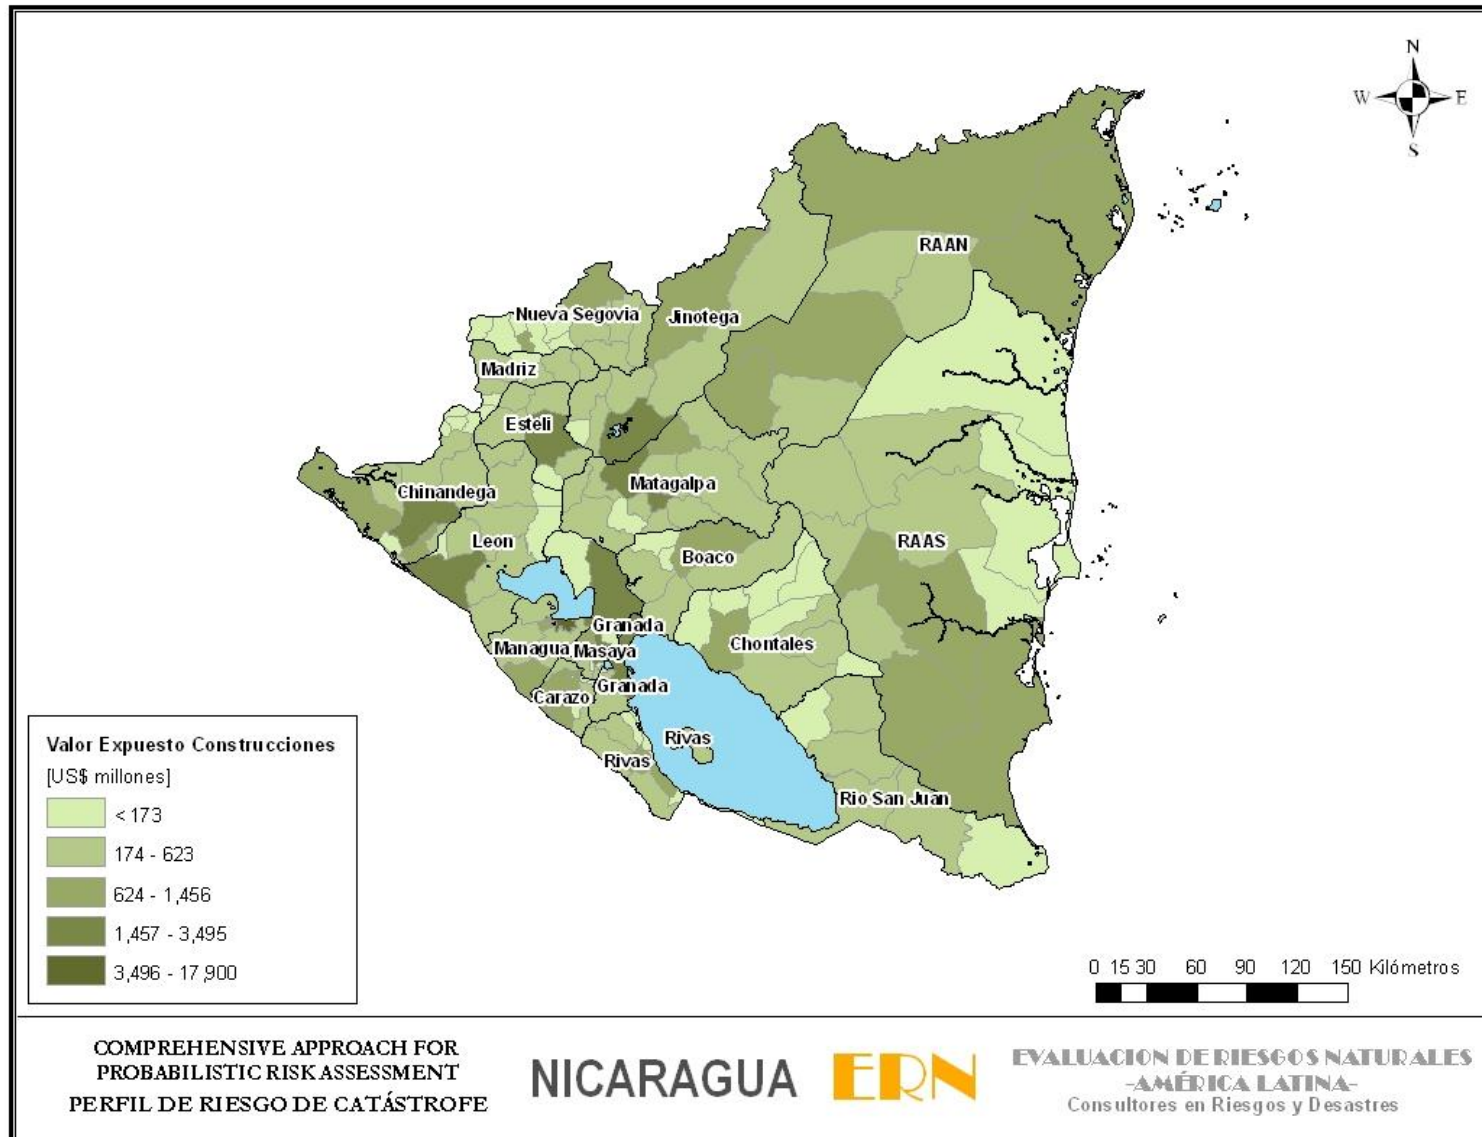 N
W E
S
RAAN
Nueva Segovia
Jinotega
Madriz
Esteli
Chinandega
Matagalpa
Leon
RAAS
Boaco
Granada
Chontales
Managua
Masaya
Granada
Carazo
Rivas
Rivas
Rio San Juan
Valor Expuesto Construcciones
[US$ millones]
< 173
174 - 623
624 - 1,456
1,457 - 3,495
3,496 - 17,900
0 15 30 60 90 120 150 Kilómetros
COMPREHENSIVE APPROACH FOR
PROBABILISTIC RISK ASSESSMENT
PERFIL DE RIESGO DE CATÁSTROFE
NICARAGUA
ERN
EVALUACION DE RIESGOS NATURALES
-AMÉRICA LATINA-
Consultores en Riesgos y Desastres